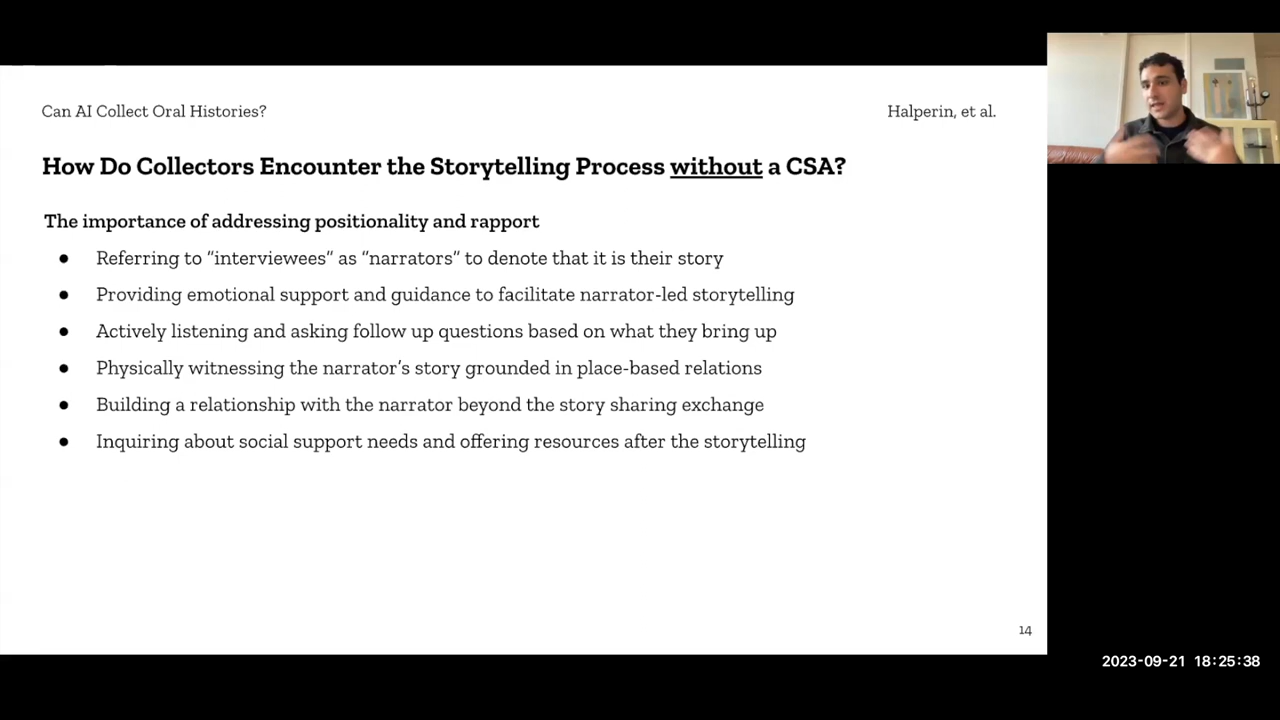 Can AI Collect Oral Histories?
Halperin, et al.
How Do Collectors Encounter the Storytelling Process without a CSA?
The importance of addressing positionality and rapport
● Referring to “interviewees” as “narrators” to denote that it is their story
● Providing emotional support and guidance to facilitate narrator-led storytelling
● Actively listening and asking follow up questions based on what they bring up
● Physically witnessing the narrator’s story grounded in place-based relations
● Building a relationship with the narrator beyond the story sharing exchange
● Inquiring about social support needs and offering resources after the storytelling
14
2023-09-21 18:25:38